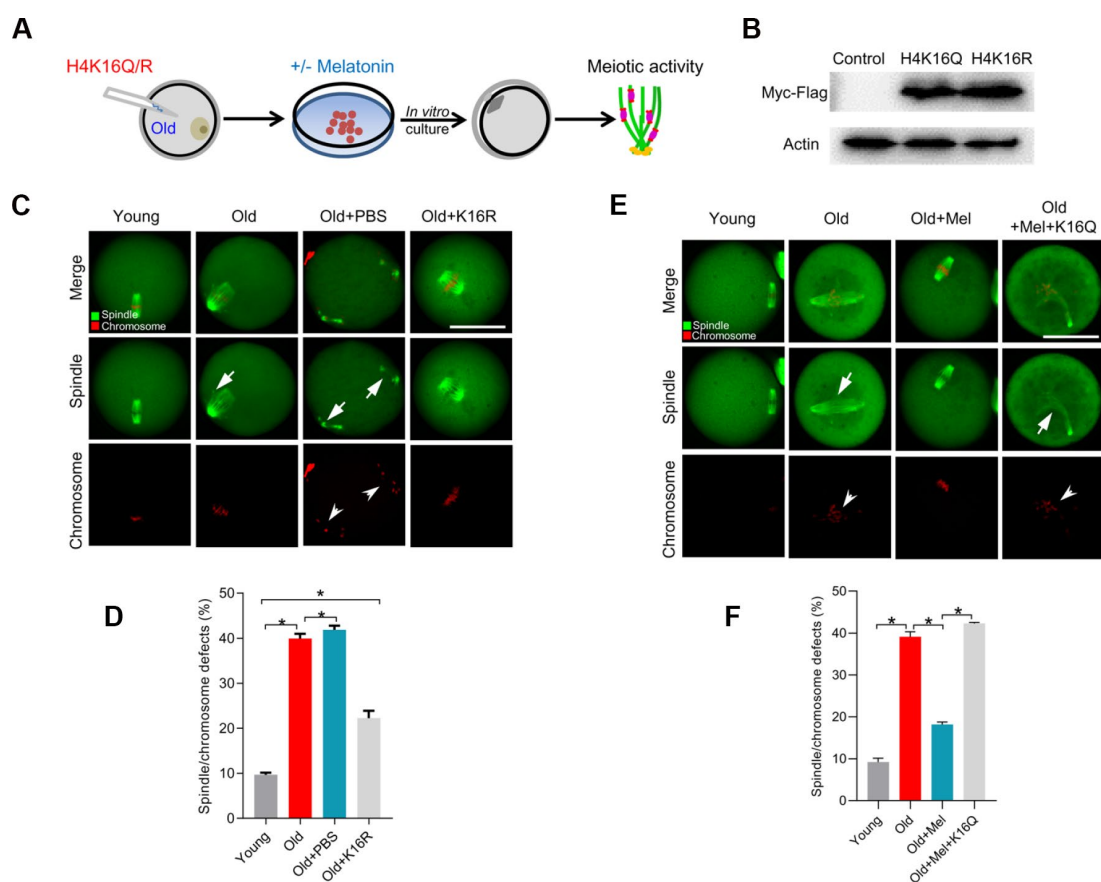 A
H4K16Q/R
Old
+/- Melatonin
In vitro
culture
Meiotic activity
B
Control H4K16Q H4K16R
Myc-Flag
Actin
C
Young Old Old+PBS Old+K16R
Merge
Spindle
Chromosome
Spindle
Chromosome
E
Young Old Old+Mel Old
+Mel+K16Q
Merge
Spindle
Chromosome
Spindle
Chromosome
D
Spindle/chromosome defects (%)
50
40
30
20
10
0
* * *
Young Old Old+PBS Old+K16R
F
Spindle/chromosome defects (%)
50
40
30
20
10
0
* * *
Young Old Old+Mel Old+Mel+K16Q